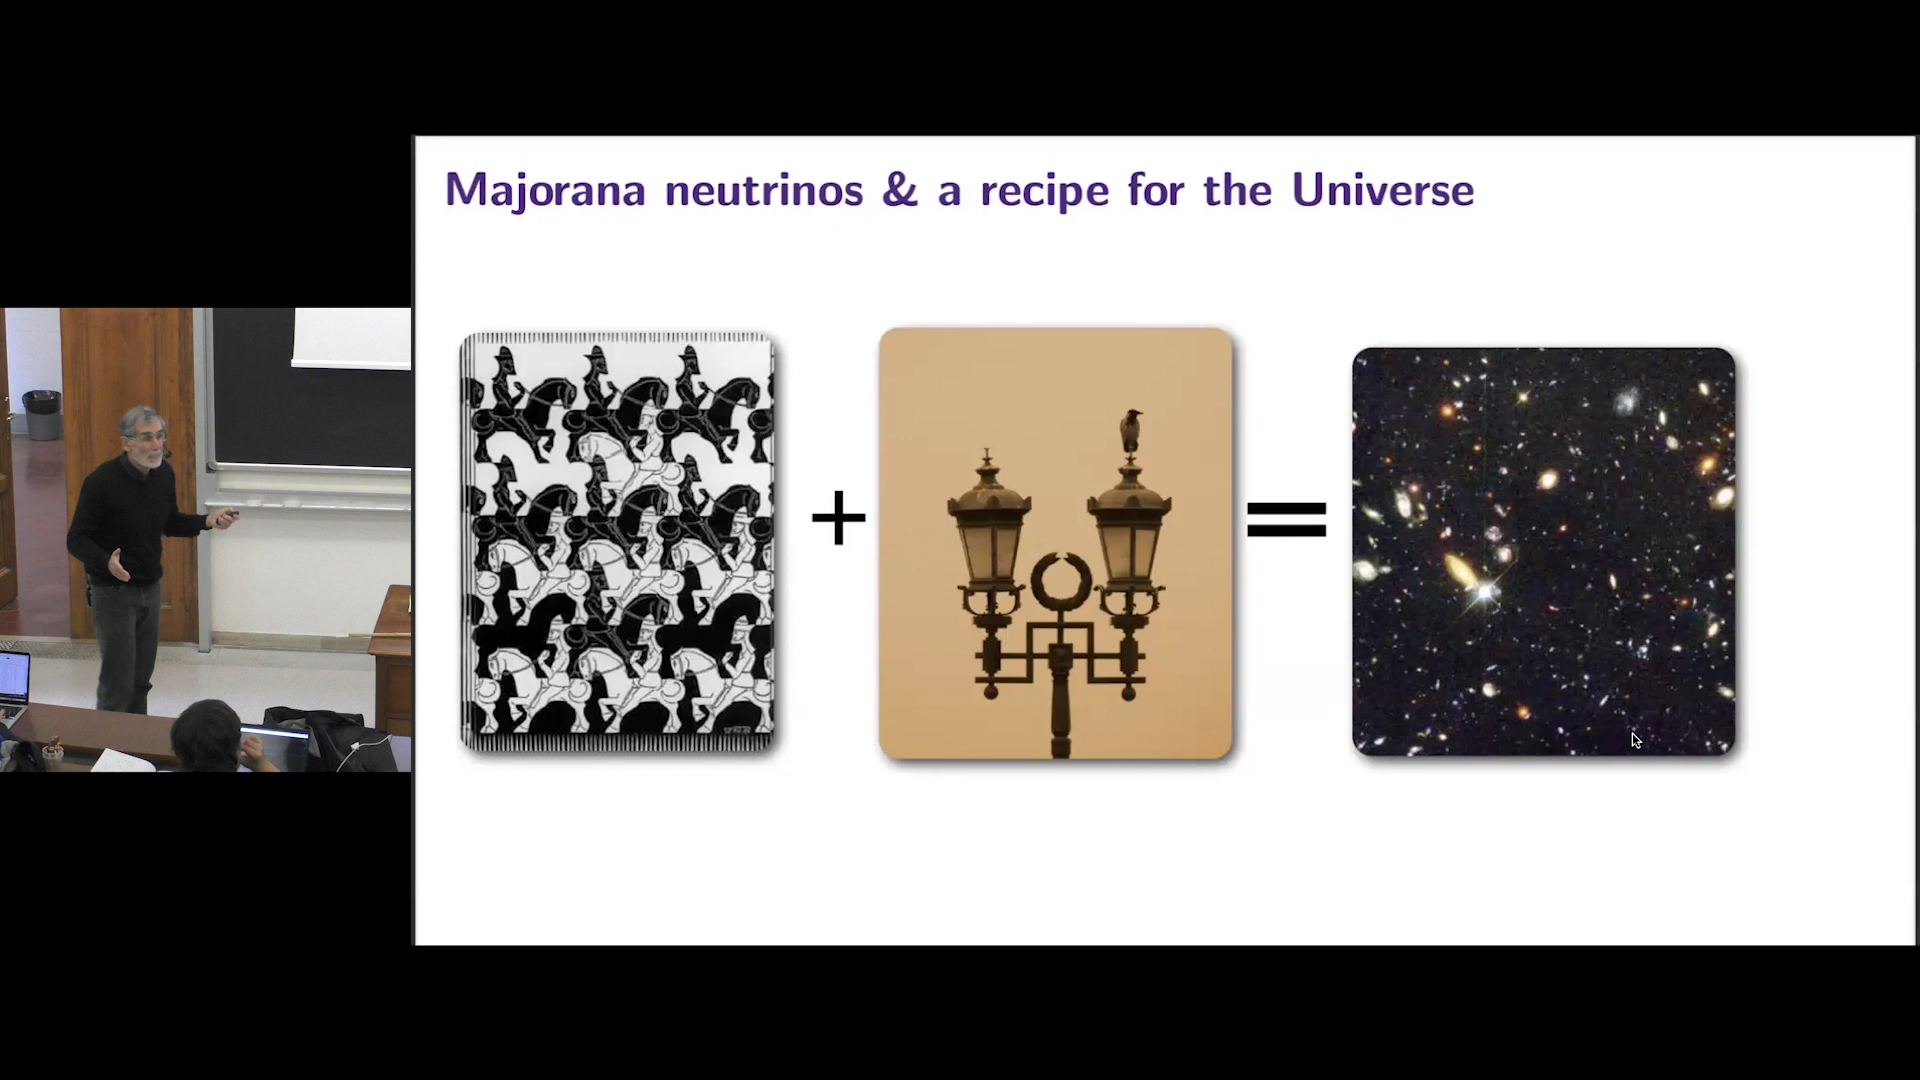 Majorana neutrinos & a recipe for the Universe
+
=